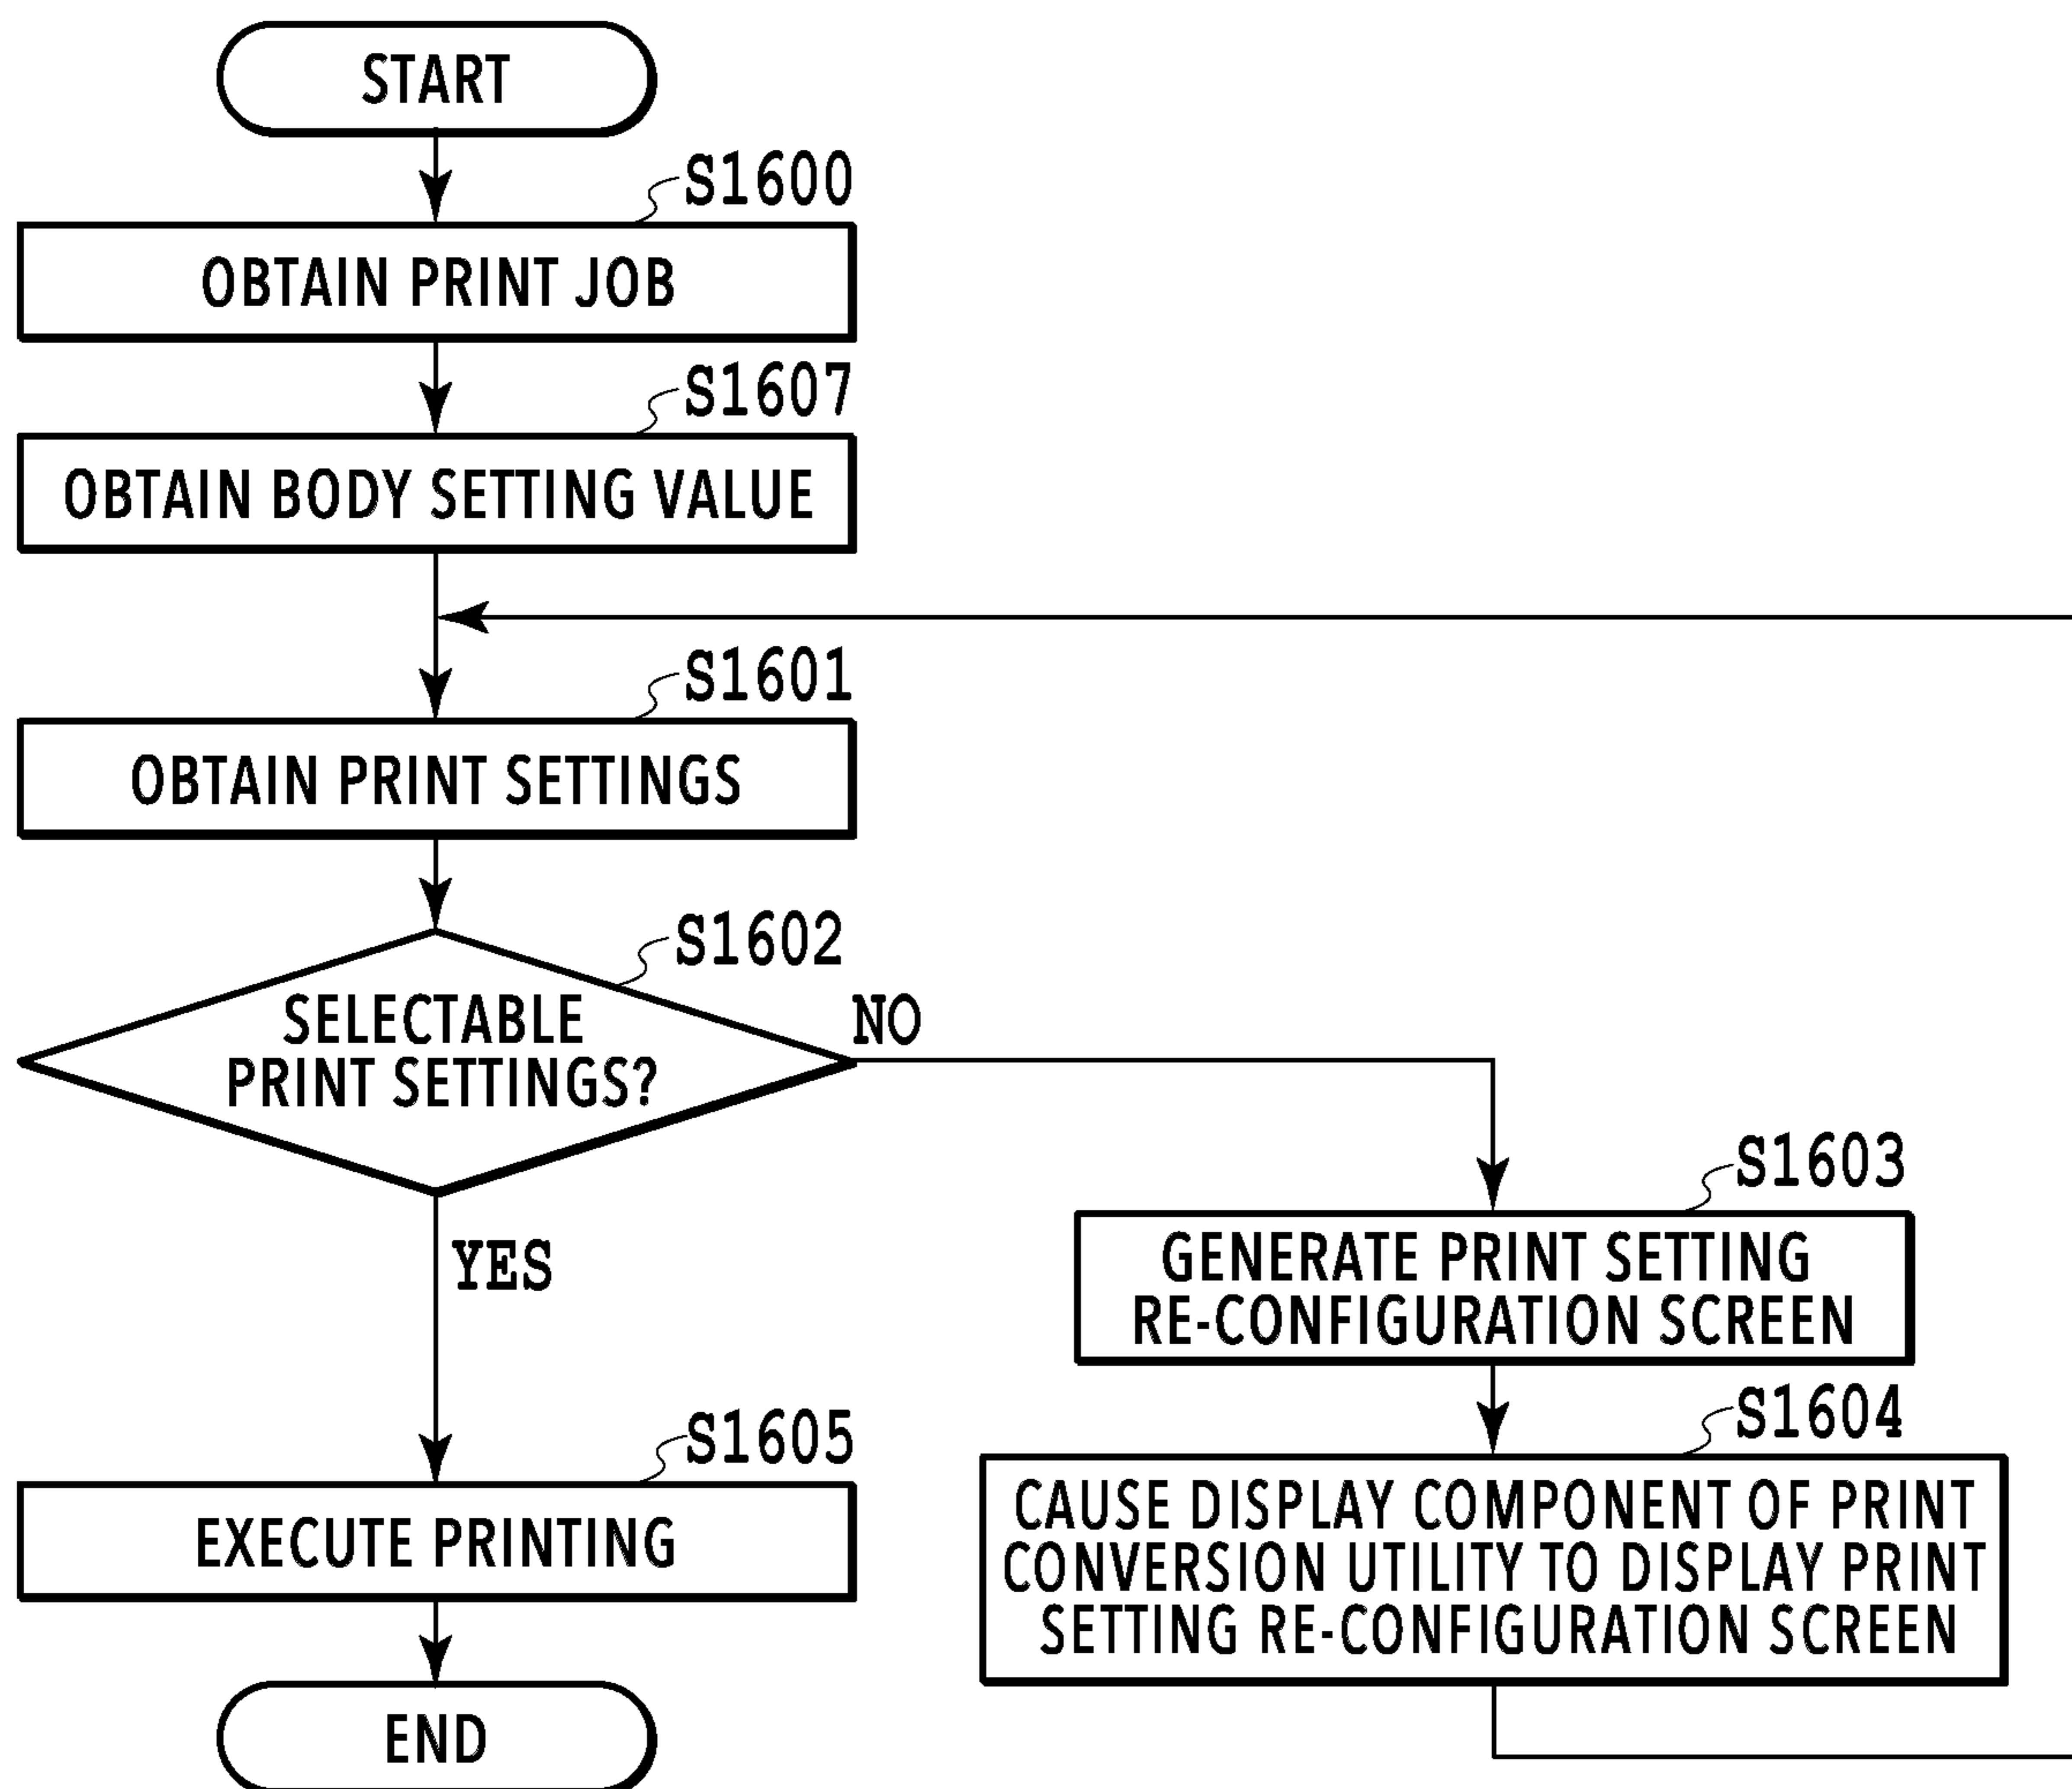 START
S1600
OBTAIN PRINT JOB
S1607
OBTAIN BODY SETTING VALUE
S1601
OBTAIN PRINT SETTINGS
S1602
SELECTABLE
PRINT SETTINGS?
NO
YES
S1603
GENERATE PRINT SETTING
RE-CONFIGURATION SCREEN
S1604
CAUSE DISPLAY COMPONENT OF PRINT
CONVERSION UTILITY TO DISPLAY PRINT
SETTING RE-CONFIGURATION SCREEN
S1605
EXECUTE PRINTING
END